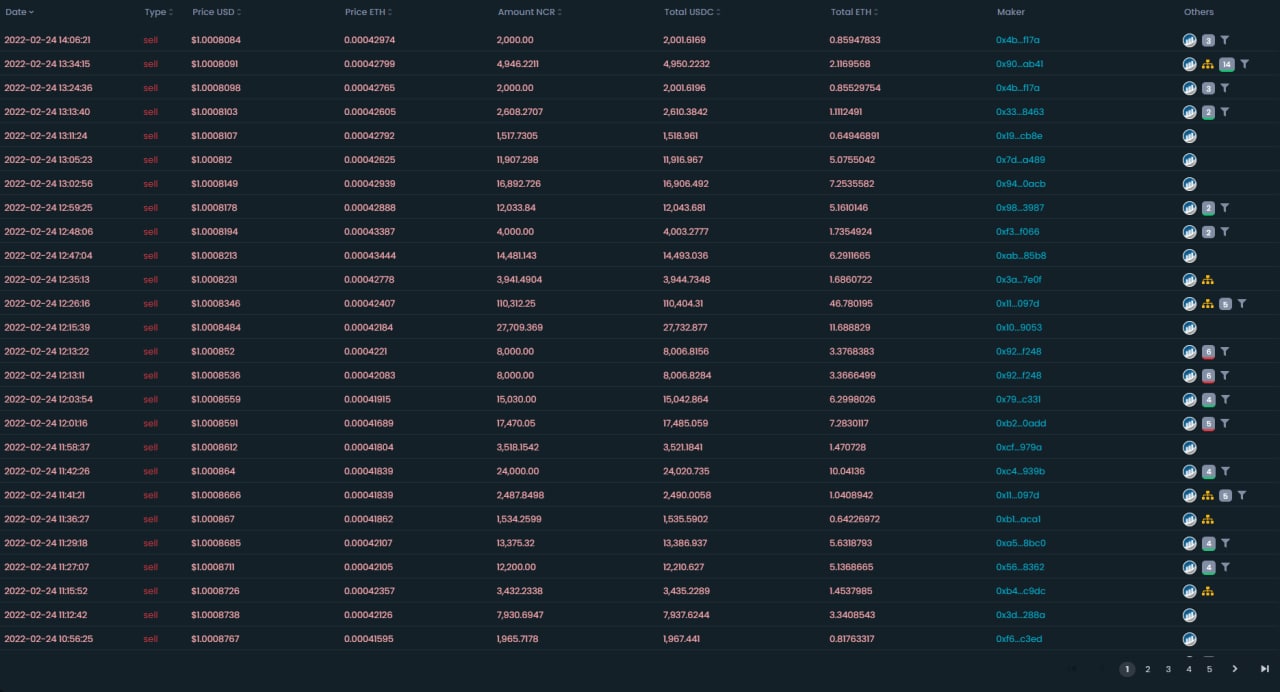 Date Type Price USD Price ETH Amount NCR Total USDC Total ETH Maker Others
2022-02-24 14:06:21 sell $1.0008084 0.00042974 2,000.00 2,001.6169 0.85947833 0x4b...f17a 3
2022-02-24 13:34:15 sell $1.0008091 0.00042799 4,946.2211 4,950.2232 2.1169568 0x90...ab41 14
2022-02-24 13:24:36 sell $1.0008098 0.00042765 2,000.00 2,001.6196 0.85529754 0x4b...f17a 3
2022-02-24 13:13:40 sell $1.0008103 0.00042605 2,608.2707 2,610.3842 1.1112491 0x33...8463 2
2022-02-24 13:11:24 sell $1.0008107 0.00042792 1,517.7305 1,518.961 0.64946891 0x19...cb8e
2022-02-24 13:05:23 sell $1.000812 0.00042625 11,907.298 11,916.967 5.0755042 0x7d...a489
2022-02-24 13:02:56 sell $1.0008149 0.00042939 16,892.726 16,906.492 7.2535582 0x94...0acb
2022-02-24 12:59:25 sell $1.0008178 0.00042888 12,033.84 12,043.681 5.1610146 0x98...3987 2
2022-02-24 12:48:06 sell $1.0008194 0.00043387 4,000.00 4,003.2777 1.7354924 0xf3...f066 2
2022-02-24 12:47:04 sell $1.0008213 0.00043444 14,481.143 14,493.036 6.2911665 0xab...85b8
2022-02-24 12:35:13 sell $1.0008231 0.00042778 3,941.4904 3,944.7348 1.6860722 0x3a...7e0f
2022-02-24 12:26:16 sell $1.0008346 0.00042407 110,312.25 110,404.31 46.780195 0x11...097d 5
2022-02-24 12:15:39 sell $1.0008484 0.00042184 27,709.369 27,732.877 11.688829 0x10...9053
2022-02-24 12:13:22 sell $1.000852 0.0004221 8,000.00 8,006.8156 3.3768383 0x92...f248 6
2022-02-24 12:13:11 sell $1.0008536 0.00042083 8,000.00 8,006.8284 3.3666499 0x92...f248 6
2022-02-24 12:03:54 sell $1.0008559 0.00041915 15,030.00 15,042.864 6.2998026 0x79...c331 4
2022-02-24 12:01:16 sell $1.0008591 0.00041689 17,470.05 17,485.059 7.2830117 0xb2...0add 5
2022-02-24 11:58:37 sell $1.0008612 0.00041804 3,518.1542 3,521.1841 1.470728 0xcf...979a
2022-02-24 11:42:26 sell $1.000864 0.00041839 24,000.00 24,020.735 10.04136 0xc4...939b 4
2022-02-24 11:41:21 sell $1.0008666 0.00041839 2,487.8498 2,490.0058 1.0408942 0x11...097d 5
2022-02-24 11:36:27 sell $1.000867 0.00041862 1,534.2599 1,535.5902 0.64226972 0xb1...aca1
2022-02-24 11:29:18 sell $1.0008685 0.00042107 13,375.32 13,386.937 5.6318793 0xa5...8bc0 4
2022-02-24 11:27:07 sell $1.0008711 0.00042105 12,200.00 12,210.627 5.1368665 0x56...8362 4
2022-02-24 11:15:52 sell $1.0008726 0.00042357 3,432.2338 3,435.2289 1.4537985 0xb4...c9dc
2022-02-24 11:12:42 sell $1.0008738 0.00042126 7,930.6947 7,937.6244 3.3408543 0x3d...288a
2022-02-24 10:56:25 sell $1.0008767 0.00041595 1,965.7178 1,967.441 0.81763317 0xf6...c3ed
1 2 3 4 5